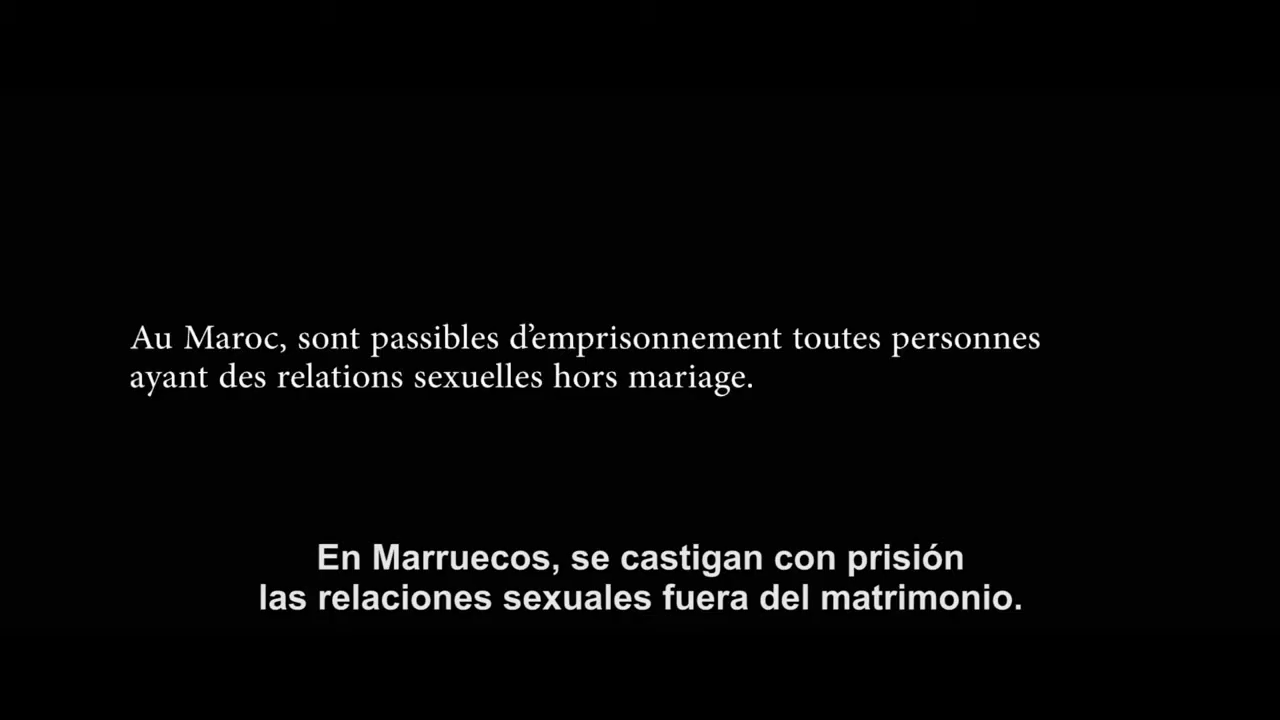 Au Maroc, sont passibles d’emprisonnement toutes personnes
ayant des relations sexuelles hors mariage.
En Marruecos, se castigan con prisión
las relaciones sexuales fuera del matrimonio.